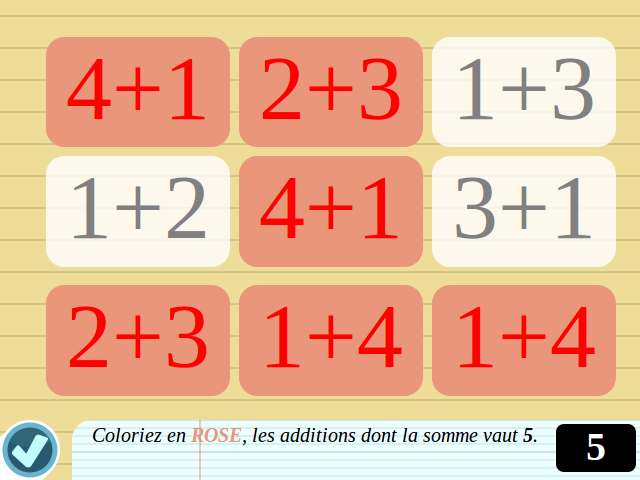 4+1 2+3 1+3
1+2 4+1 3+1
2+3 1+4 1+4
Coloriez en ROSE, les additions dont la somme vaut 5.
5